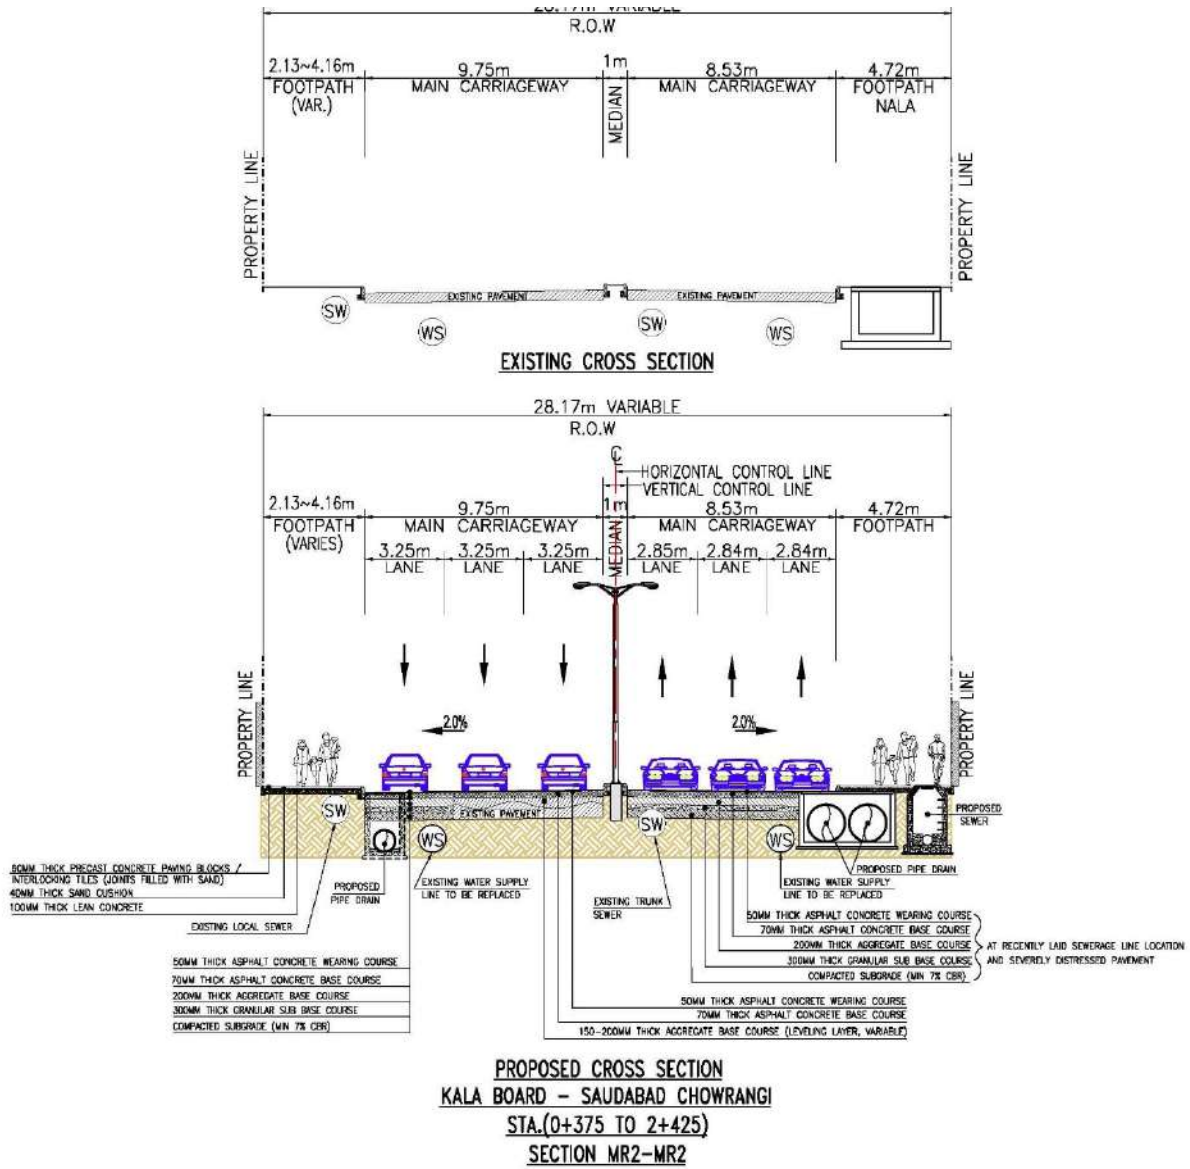 R.O.W
2.13~4.16m
FOOTPATH
(VAR.)
9.75m
MAIN CARRIAGEWAY
1m
MEDIAN
8.53m
MAIN CARRIAGEWAY
4.72m
FOOTPATH
NALA
PROPERTY LINE
PROPERTY LINE
EXISTING PAVEMENT
EXISTING PAVEMENT
SW
WS
SW
WS
EXISTING CROSS SECTION
28.17m VARIABLE
R.O.W
CL
HORIZONTAL CONTROL LINE
VERTICAL CONTROL LINE
2.13~4.16m
FOOTPATH
(VARIES)
9.75m
MAIN CARRIAGEWAY
1m
MEDIAN
8.53m
MAIN CARRIAGEWAY
4.72m
FOOTPATH
3.25m
LANE
3.25m
LANE
3.25m
LANE
2.85m
LANE
2.84m
LANE
2.84m
LANE
PROPERTY LINE
PROPERTY LINE
2.0%
2.0%
SW
WS
EXISTING PAVEMENT
SW
WS
PROPOSED
SEWER
80MM THICK PRECAST CONCRETE PAVING BLOCKS /
INTERLOCKING TILES (JOINTS FILLED WITH SAND)
40MM THICK SAND CUSHION
100MM THICK LEAN CONCRETE
PROPOSED
PIPE DRAIN
EXISTING WATER SUPPLY
LINE TO BE REPLACED
EXISTING TRUNK
SEWER
PROPOSED PIPE DRAIN
EXISTING WATER SUPPLY
LINE TO BE REPLACED
EXISTING LOCAL SEWER
50MM THICK ASPHALT CONCRETE WEARING COURSE
70MM THICK ASPHALT CONCRETE BASE COURSE
200MM THICK AGGREGATE BASE COURSE
300MM THICK GRANULAR SUB BASE COURSE
COMPACTED SUBGRADE (MIN 7% CBR)
AT RECENTLY LAID SEWERAGE LINE LOCATION
AND SEVERELY DISTRESSED PAVEMENT
50MM THICK ASPHALT CONCRETE WEARING COURSE
70MM THICK ASPHALT CONCRETE BASE COURSE
200MM THICK AGGREGATE BASE COURSE
300MM THICK GRANULAR SUB BASE COURSE
COMPACTED SUBGRADE (MIN 7% CBR)
50MM THICK ASPHALT CONCRETE WEARING COURSE
70MM THICK ASPHALT CONCRETE BASE COURSE
150-200MM THICK AGGREGATE BASE COURSE (LEVELING LAYER, VARIABLE)
PROPOSED CROSS SECTION
KALA BOARD - SAUDABAD CHOWRANGI
STA.(0+375 TO 2+425)
SECTION MR2-MR2